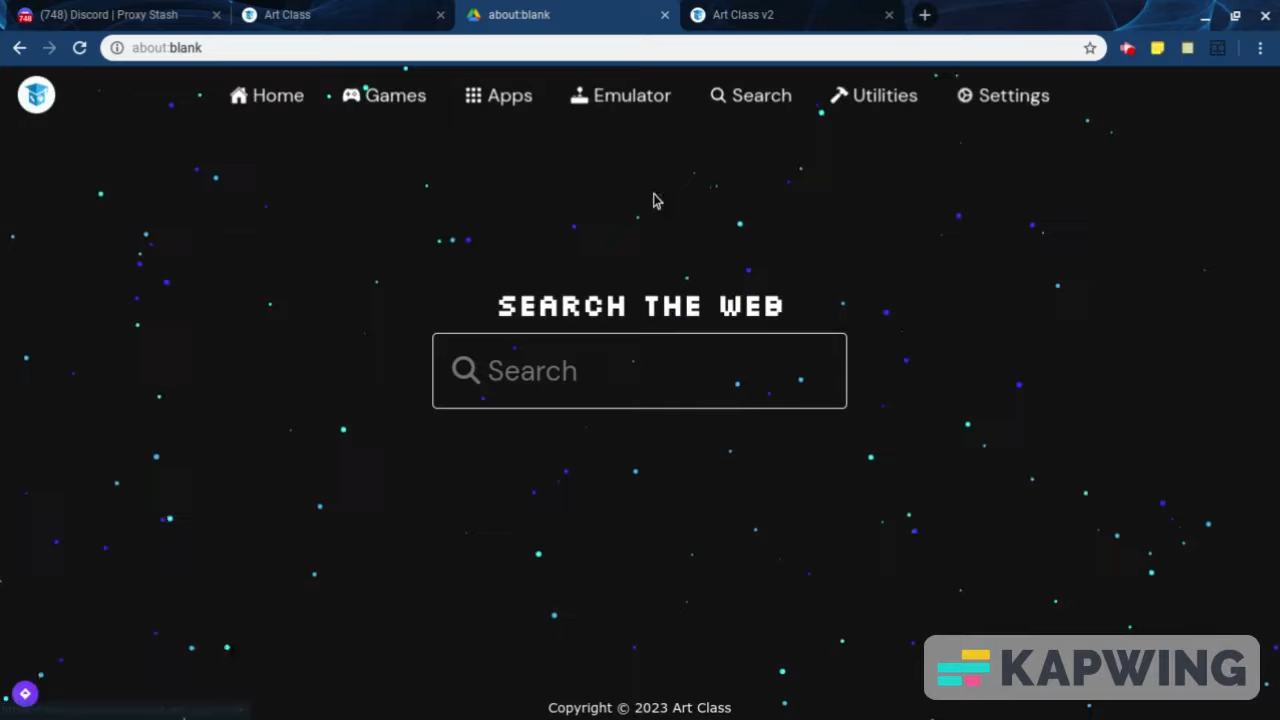 (748) Discord | Proxy Stash
Art Class
about:blank
Art Class v2
about:blank
Home
Games
Apps
Emulator
Search
Utilities
Settings
SEARCH THE WEB
Search
KAPWING
Copyright © 2023 Art Class